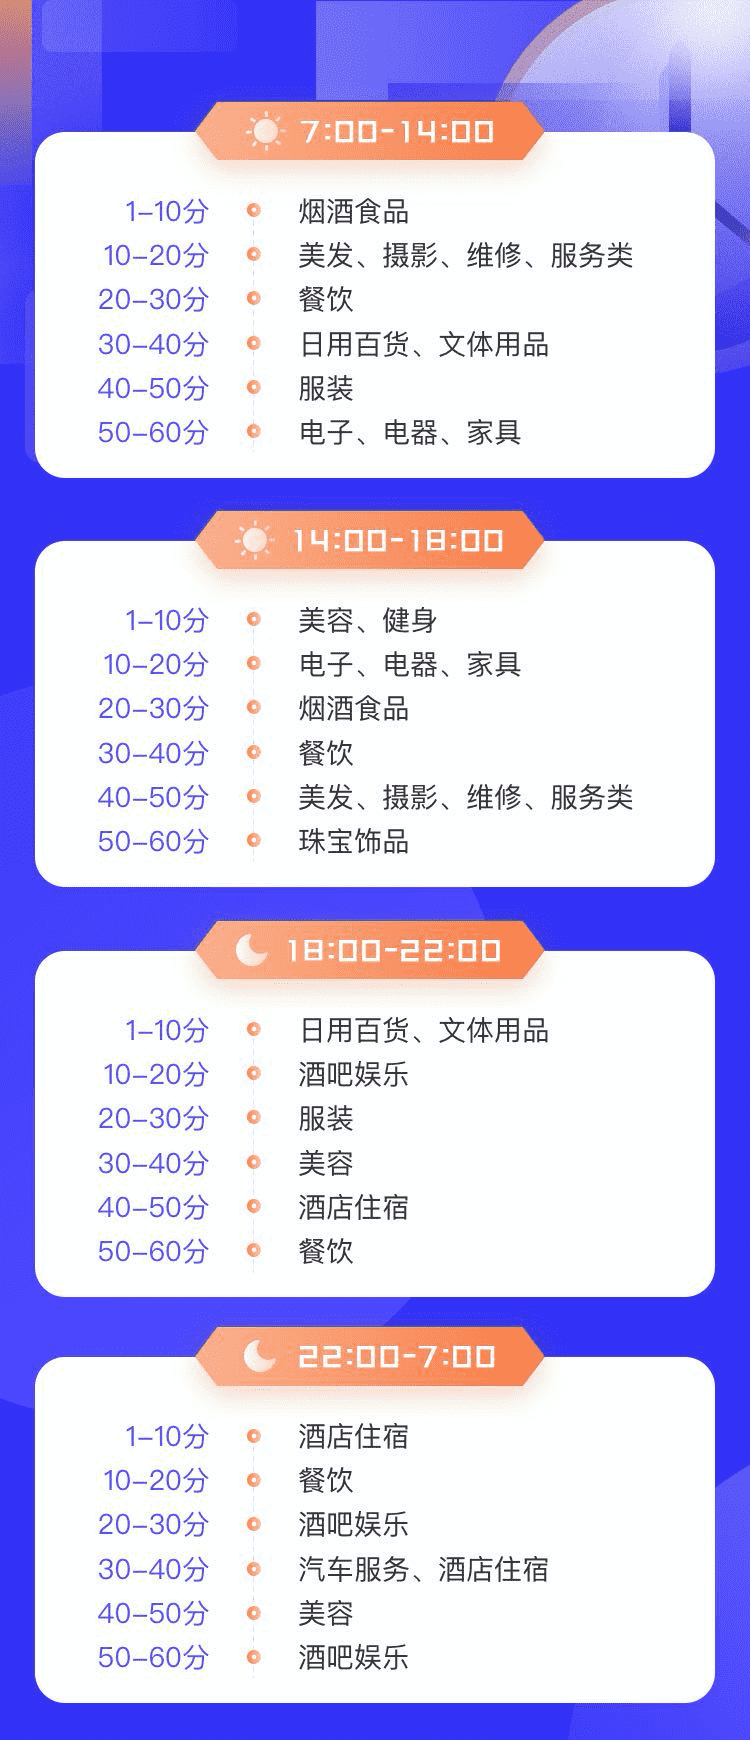 7:00-14:00
1–10分 烟酒食品
10–20分 美发、摄影、维修、服务类
20–30分 餐饮
30–40分 日用百货、文体用品
40–50分 服装
50–60分 电子、电器、家具
14:00-18:00
1–10分 美容、健身
10–20分 电子、电器、家具
20–30分 烟酒食品
30–40分 餐饮
40–50分 美发、摄影、维修、服务类
50–60分 珠宝饰品
18:00-22:00
1–10分 日用百货、文体用品
10–20分 酒吧娱乐
20–30分 服装
30–40分 美容
40–50分 酒店住宿
50–60分 餐饮
22:00-7:00
1–10分 酒店住宿
10–20分 餐饮
20–30分 酒吧娱乐
30–40分 汽车服务、酒店住宿
40–50分 美容
50–60分 酒吧娱乐